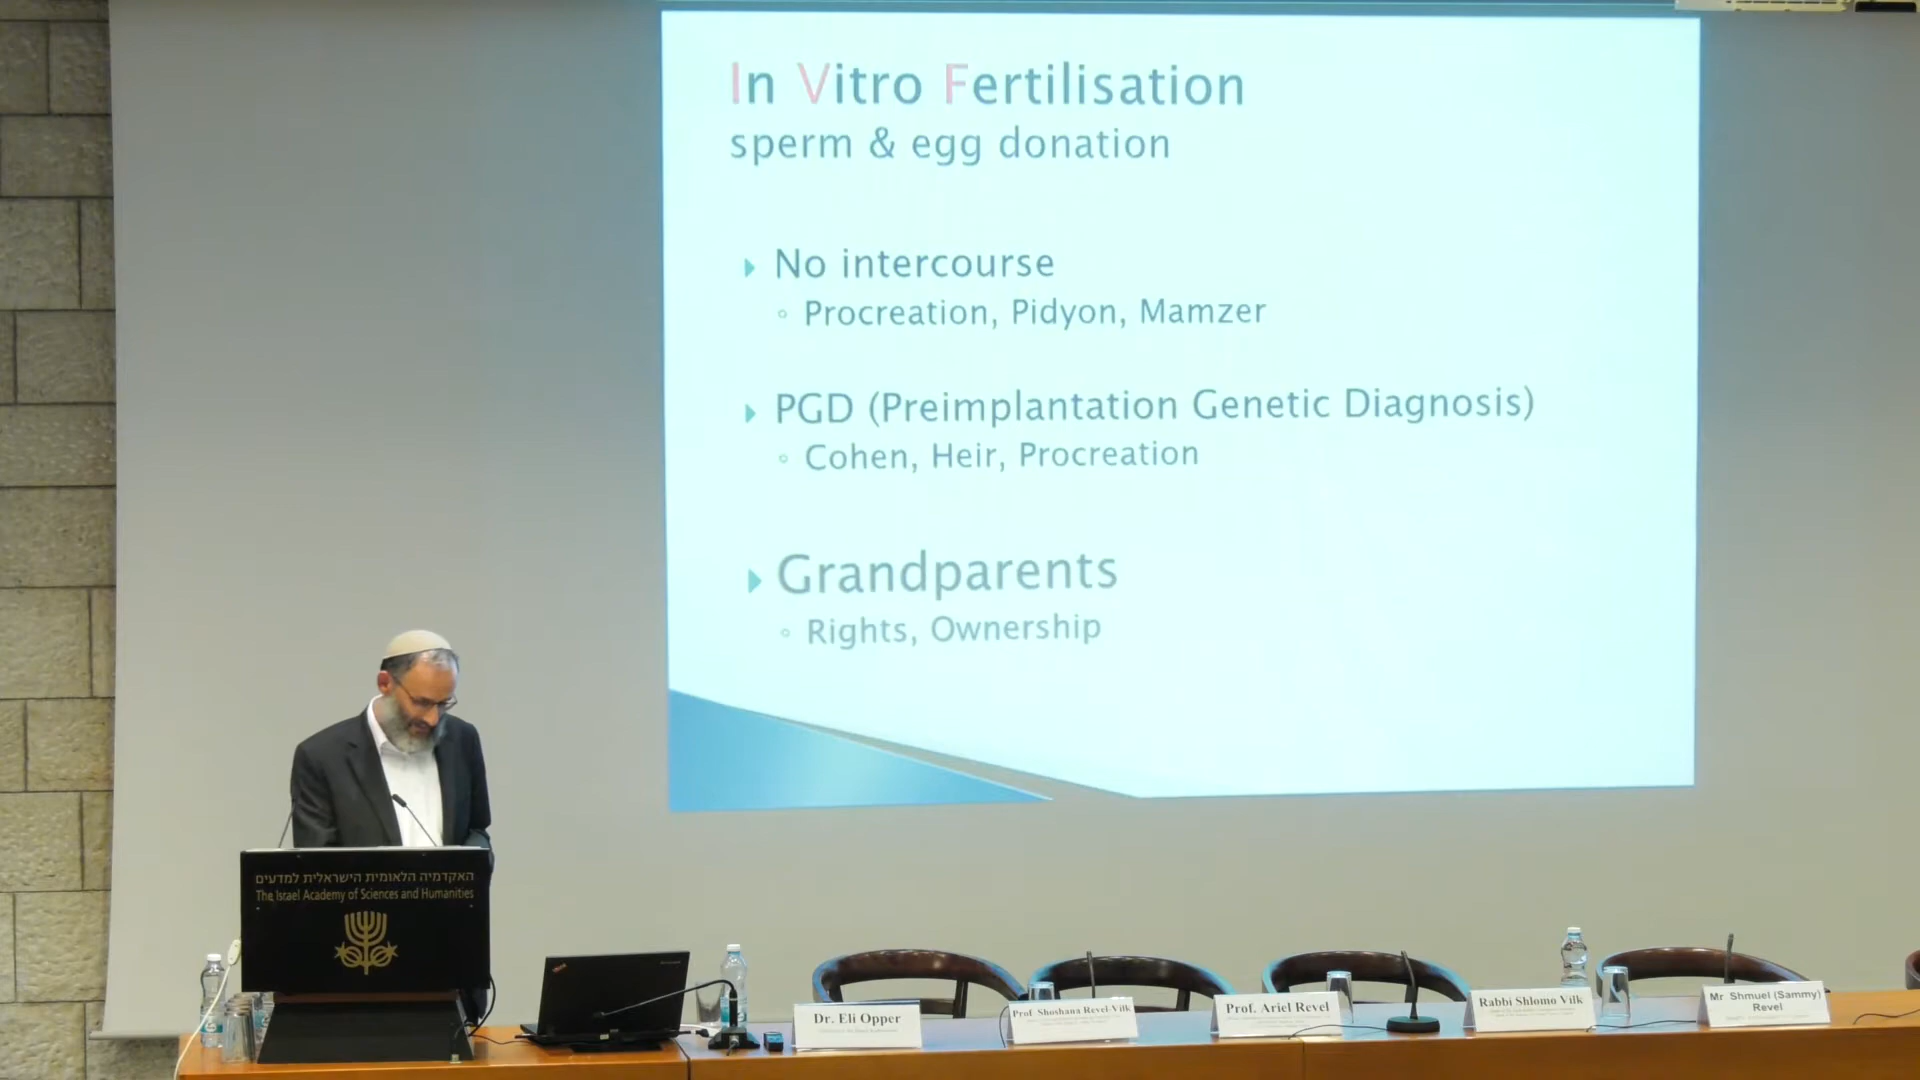 In Vitro Fertilisation
sperm & egg donation
No intercourse
Procreation, Pidyon, Mamzer
PGD (Preimplantation Genetic Diagnosis)
Cohen, Heir, Procreation
Grandparents
Rights, Ownership
האקדמיה הלאומית הישראלית למדעים
The Israel Academy of Sciences and Humanities
Dr. Eli Opper
Prof Shoshana Revel-Vilk
Prof. Ariel Revel
Rabbi Shlomo Vilk
Mr Shmuel (Sammy)
Revel